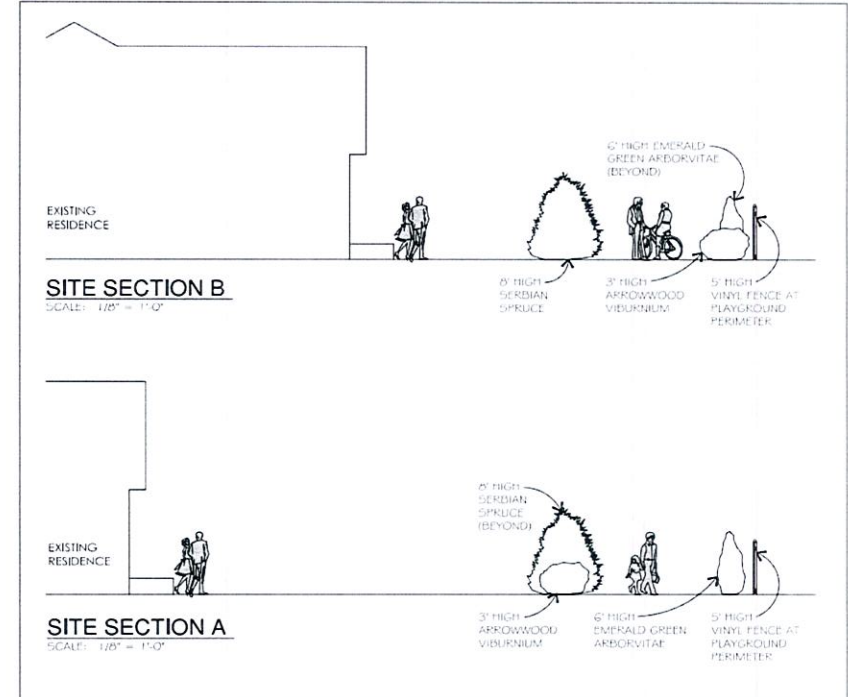 6' HIGH EMERALD
GREEN ARBORVITAE
(BEYOND)
EXISTING
RESIDENCE
SITE SECTION B
SCALE: 1/8" = 1'-0"
8' HIGH
SERBIAN
SPRUCE
3' HIGH
ARROWWOOD
VIBURNIUM
5' HIGH
VINYL FENCE AT
PLAYGROUND
PERIMETER
8' HIGH
SERBIAN
SPRUCE
(BEYOND)
EXISTING
RESIDENCE
SITE SECTION A
SCALE: 1/8" = 1'-0"
3' HIGH
ARROWWOOD
VIBURNIUM
6' HIGH
EMERALD GREEN
ARBORVITAE
5' HIGH
VINYL FENCE AT
PLAYGROUND
PERIMETER